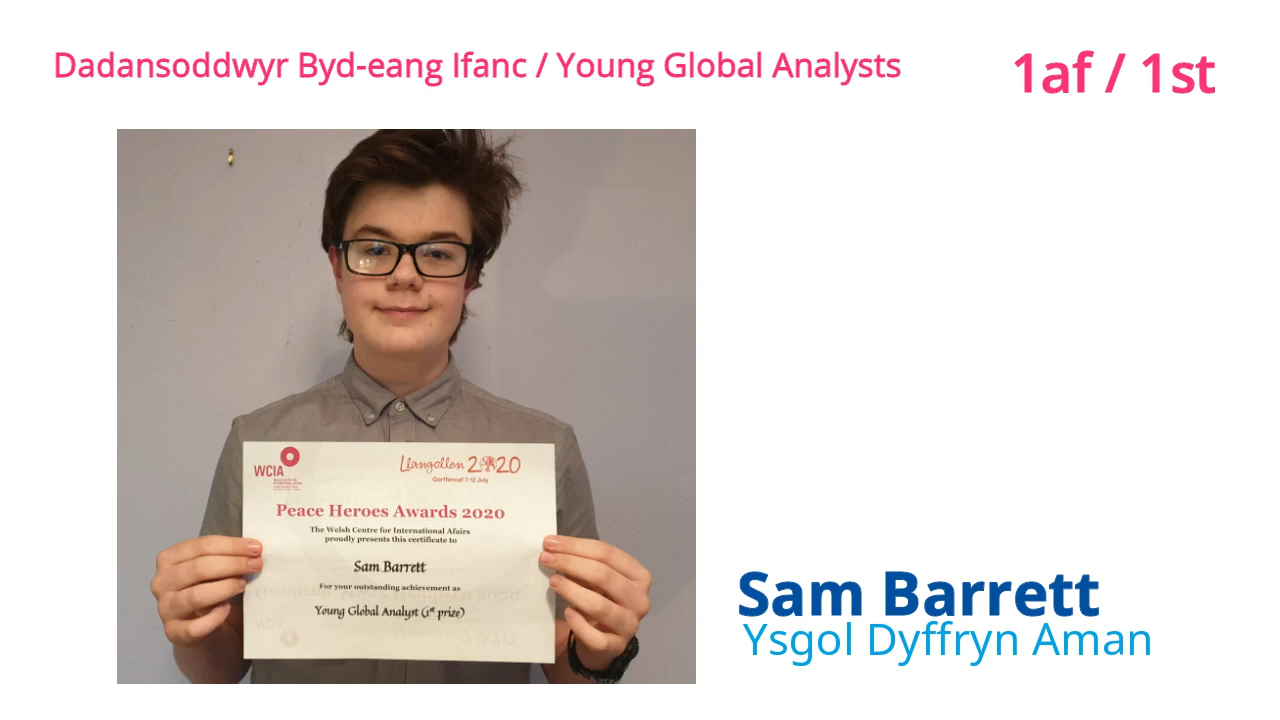 Dadansoddwyr Byd-eang Ifanc / Young Global Analysts
1af / 1st
WCIA
Llangollen 2020
Gorffennaf 7-12 July
Peace Heroes Awards 2020
The Welsh Centre for International Afairs
proudly presents this certificate to
Sam Barrett
For your outstanding achievement as
Young Global Analyst (1st prize)
Sam Barrett
Ysgol Dyffryn Aman